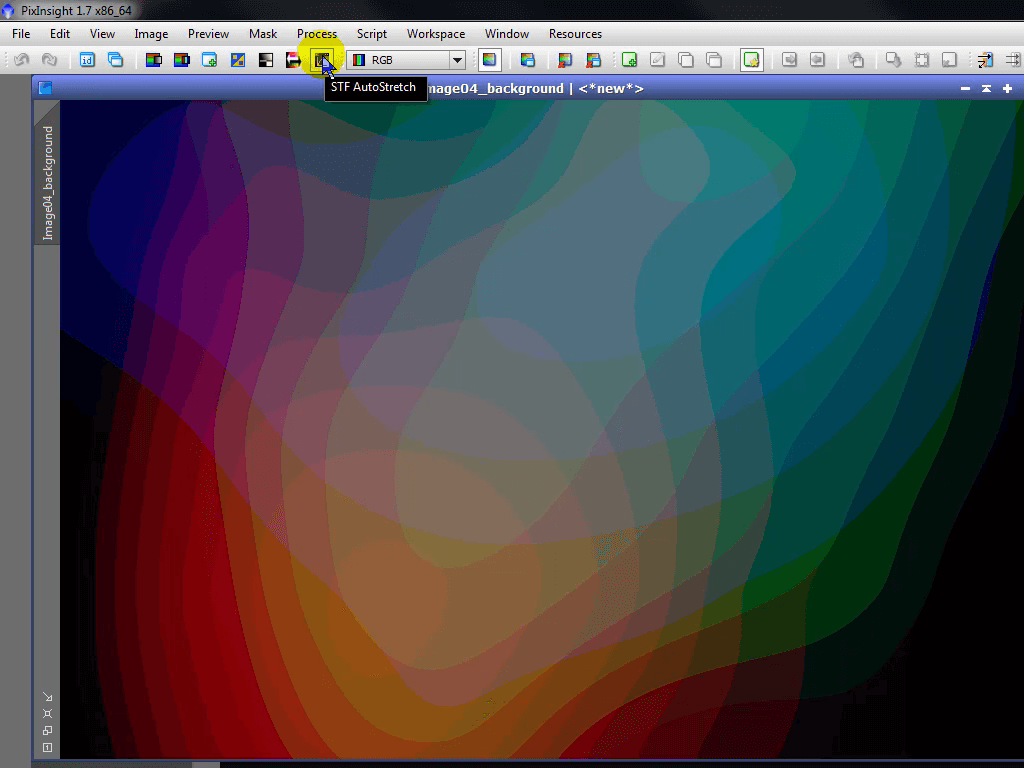 PixInsight 1.7 x86_64
File Edit View Image Preview Mask Process Script Workspace Window Resources
id RGB
STF AutoStretch
mage04_background | <*new*>
Image04_background